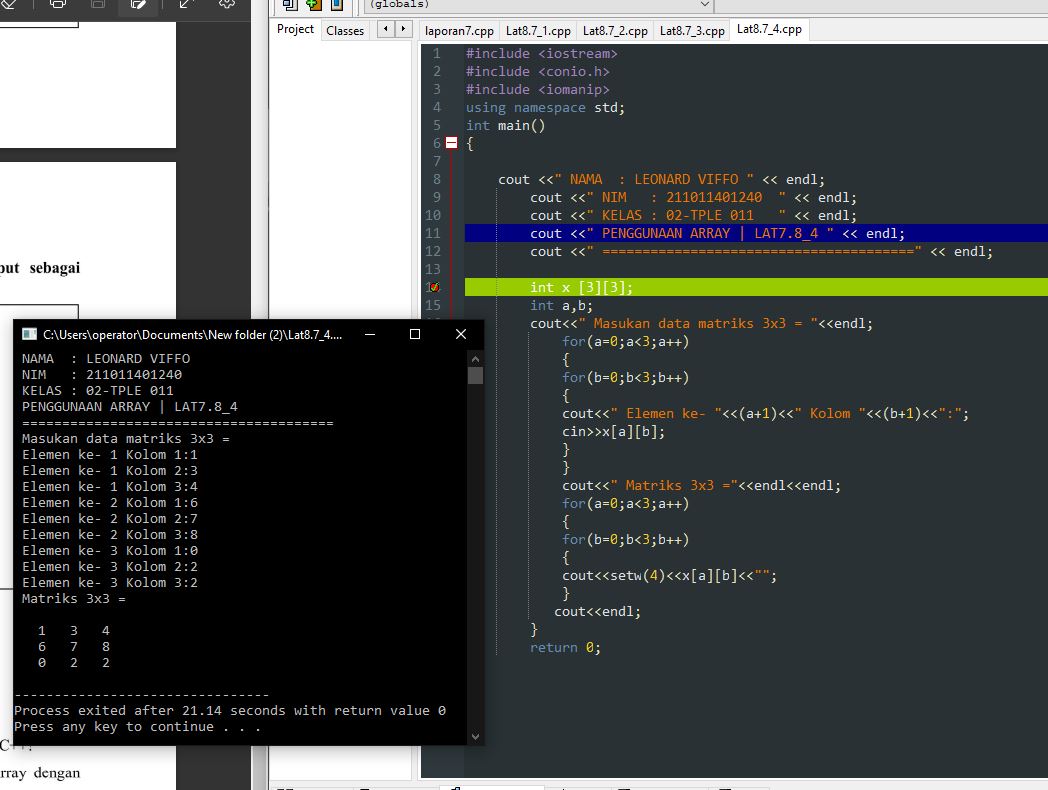 (globals)
Project Classes
laporan7.cpp Lat8.7_1.cpp Lat8.7_2.cpp Lat8.7_3.cpp Lat8.7_4.cpp
1 #include <iostream>
2 #include <conio.h>
3 #include <iomanip>
4 using namespace std;
5 int main()
6 {
7
8 cout <<" NAMA  : LEONARD VIFFO " << endl;
9 cout <<" NIM   : 211011401240  " << endl;
10 cout <<" KELAS : 02-TPLE 011   " << endl;
11 cout <<" PENGGUNAAN ARRAY | LAT7.8_4 " << endl;
12 cout <<" =======================================" << endl;
13
int x [3][3];
15 int a,b;
cout<<" Masukan data matriks 3x3 = "<<endl;
for(a=0;a<3;a++)
{
for(b=0;b<3;b++)
{
cout<<" Elemen ke- "<<(a+1)<<" Kolom "<<(b+1)<<":";
cin>>x[a][b];
}
}
cout<<" Matriks 3x3 ="<<endl<<endl;
for(a=0;a<3;a++)
{
for(b=0;b<3;b++)
{
cout<<setw(4)<<x[a][b]<<"";
}
cout<<endl;
}
return 0;
put sebagai
C:\Users\operator\Documents\New folder (2)\Lat8.7_4....
NAMA  : LEONARD VIFFO
NIM   : 211011401240
KELAS : 02-TPLE 011
PENGGUNAAN ARRAY | LAT7.8_4
=======================================
Masukan data matriks 3x3 =
Elemen ke- 1 Kolom 1:1
Elemen ke- 1 Kolom 2:3
Elemen ke- 1 Kolom 3:4
Elemen ke- 2 Kolom 1:6
Elemen ke- 2 Kolom 2:7
Elemen ke- 2 Kolom 3:8
Elemen ke- 3 Kolom 1:0
Elemen ke- 3 Kolom 2:2
Elemen ke- 3 Kolom 3:2
Matriks 3x3 =
1   3   4
6   7   8
0   2   2
--------------------------------
Process exited after 21.14 seconds with return value 0
Press any key to continue . . .
rray dengan